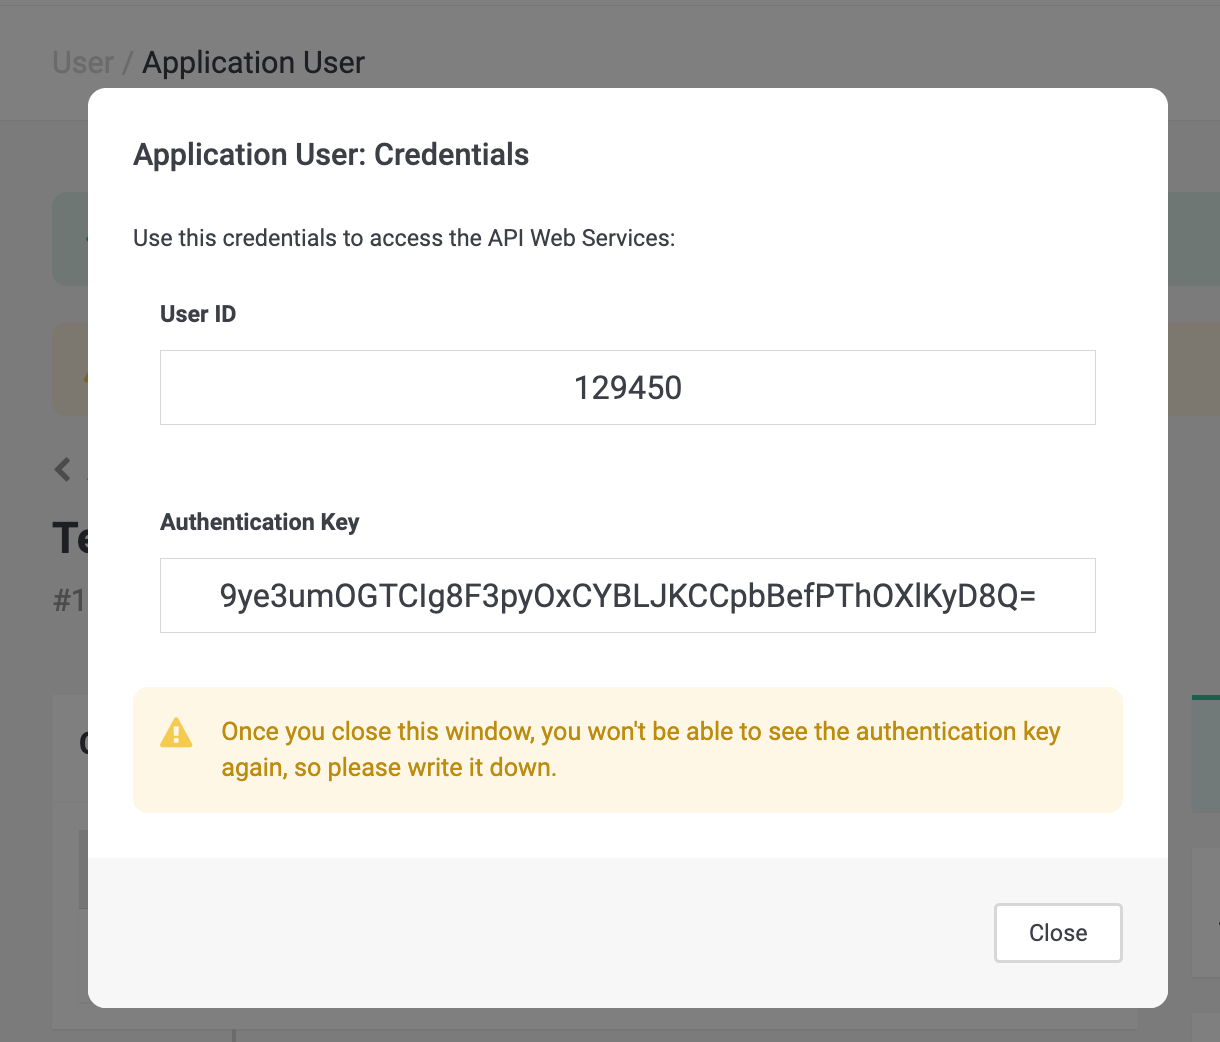 User / Application User
Application User: Credentials
Use this credentials to access the API Web Services:
User ID
129450
Authentication Key
9ye3umOGTCIg8F3pyOxCYBLJKCCpbBefPThOXlKyD8Q=
Once you close this window, you won't be able to see the authentication key
again, so please write it down.
Te
#1
Close